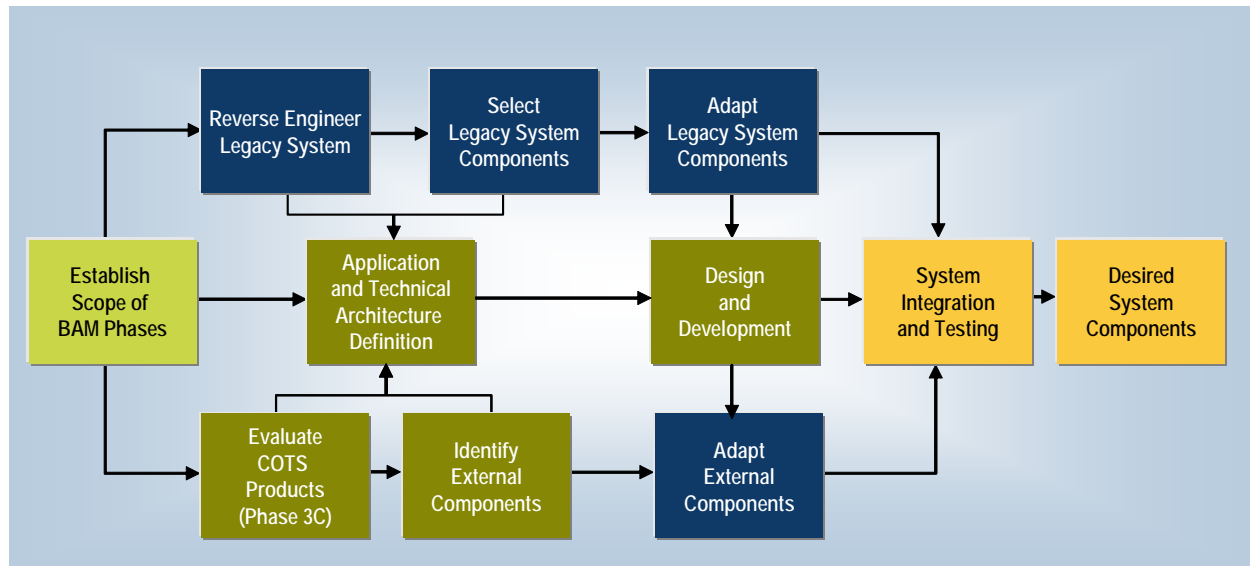 Reverse Engineer
Legacy System
Select
Legacy System
Components
Adapt
Legacy System
Components
Establish
Scope of
BAM Phases
Application
and Technical
Architecture
Definition
Design
and
Development
System
Integration
and Testing
Desired
System
Components
Evaluate
COTS
Products
(Phase 3C)
Identify
External
Components
Adapt
External
Components